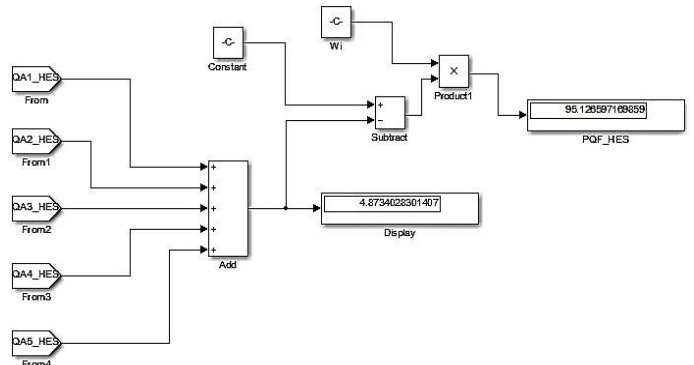 -C-
Wi
-C-
Constant
QA1_HES
From
×
Product1
+
−
Subtract
95.126597169859
PQF_HES
QA2_HES
From1
+
+
+
+
+
Add
QA3_HES
From2
4.8734028301407
Display
QA4_HES
From3
QA5_HES
From4